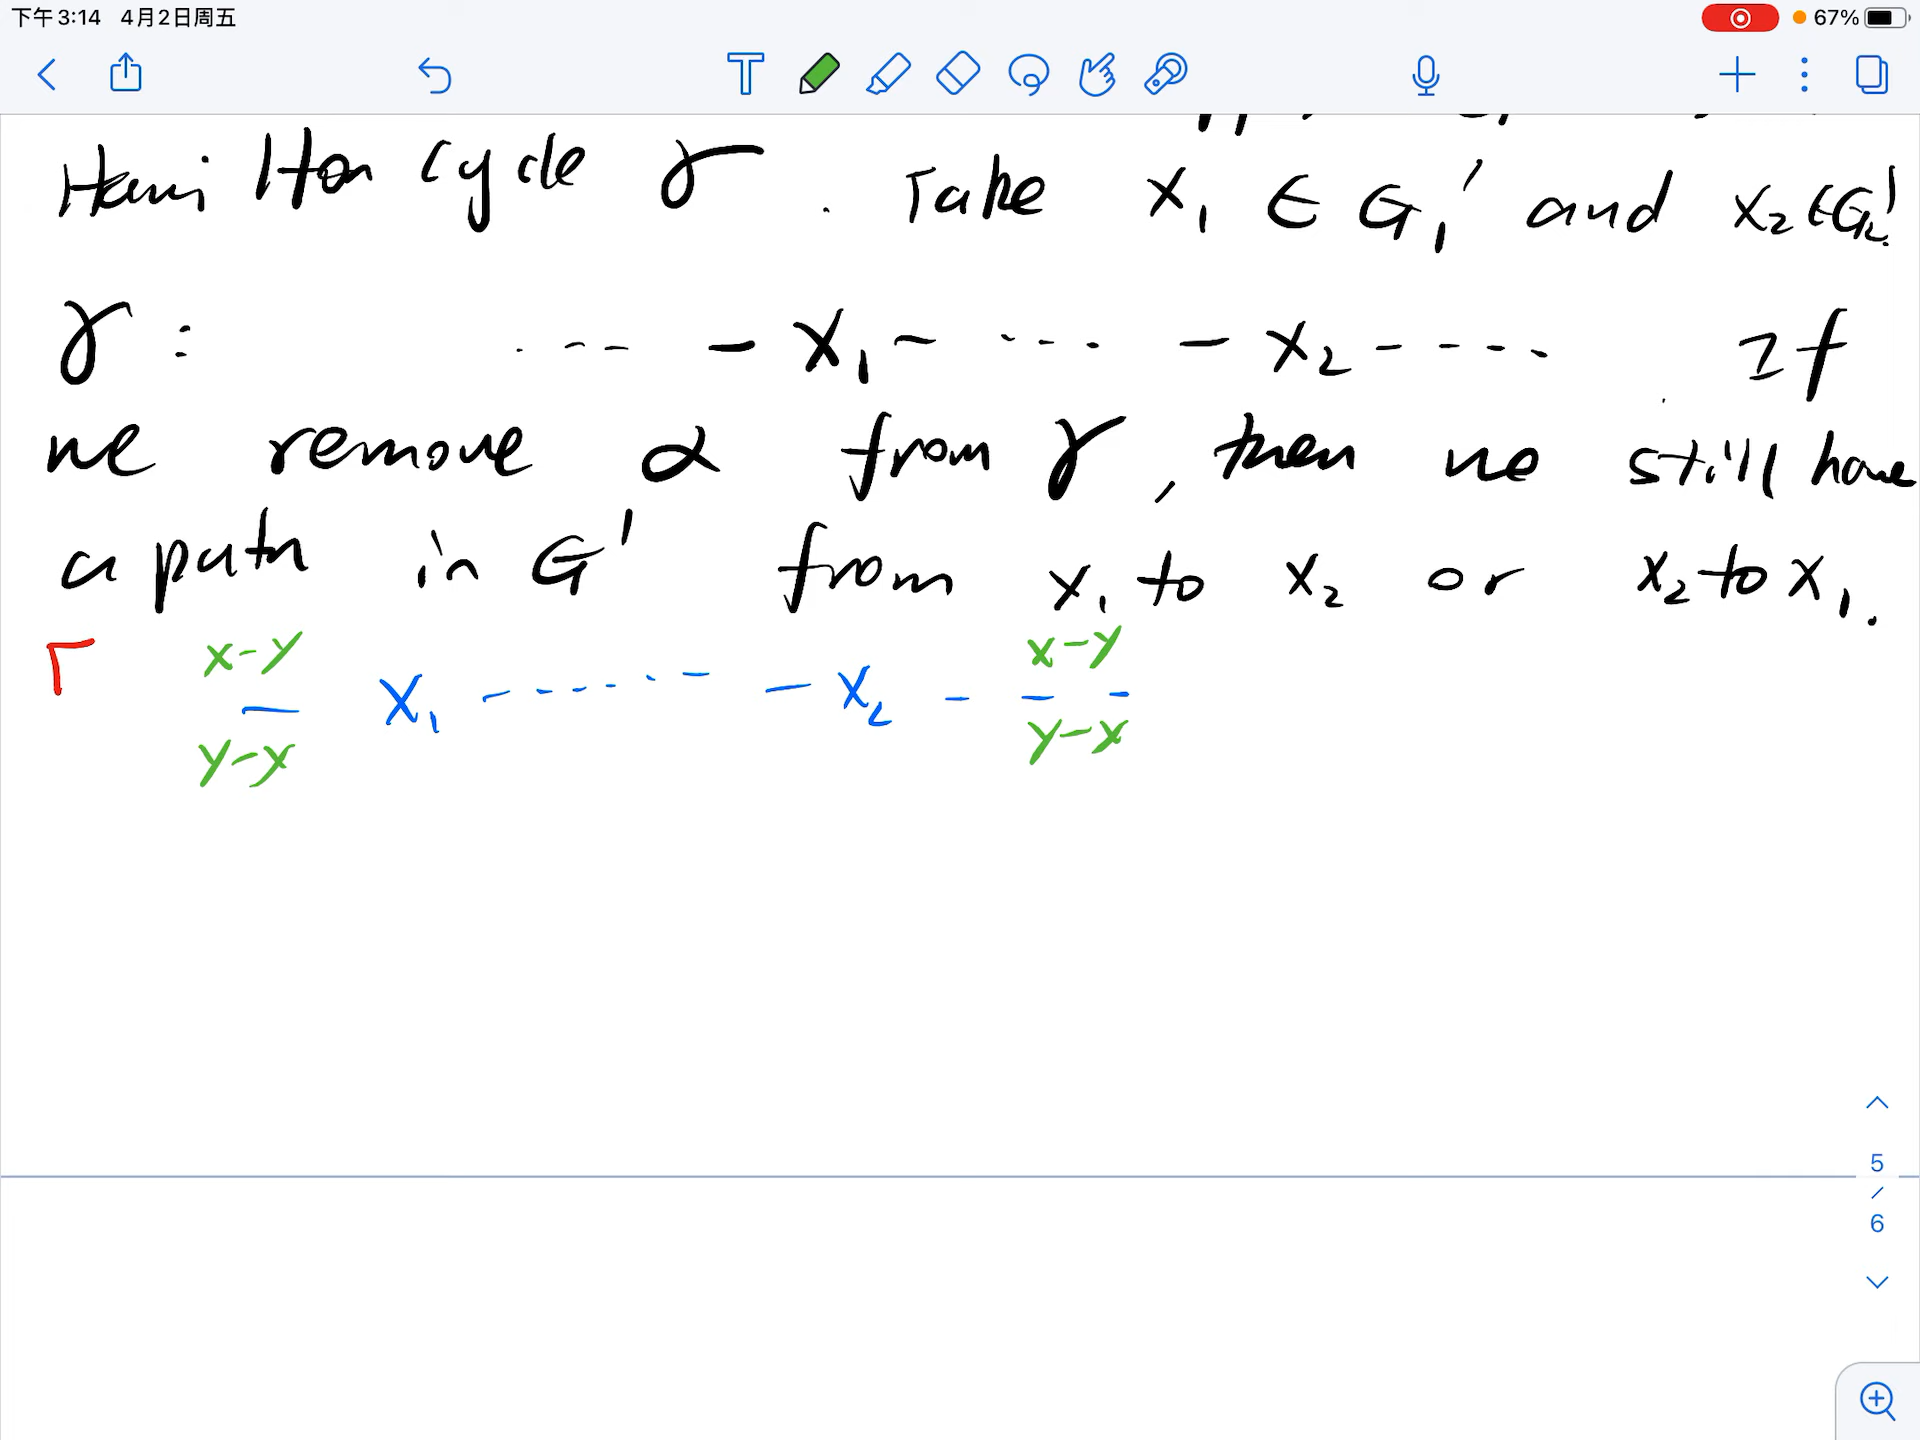 下午3:14 4月2日周五
67%
Hamilton cycle γ. Take x₁ ∈ G₁' and x₂ ∈ G₂'.
γ: ... - x₁ - ... - x₂ - ... If
we remove α from γ, then we still have
a path in G' from x₁ to x₂ or x₂ to x₁.
x-y x-y
x₁ - ... - x₂ - - -
y-x y-x
5
/
6